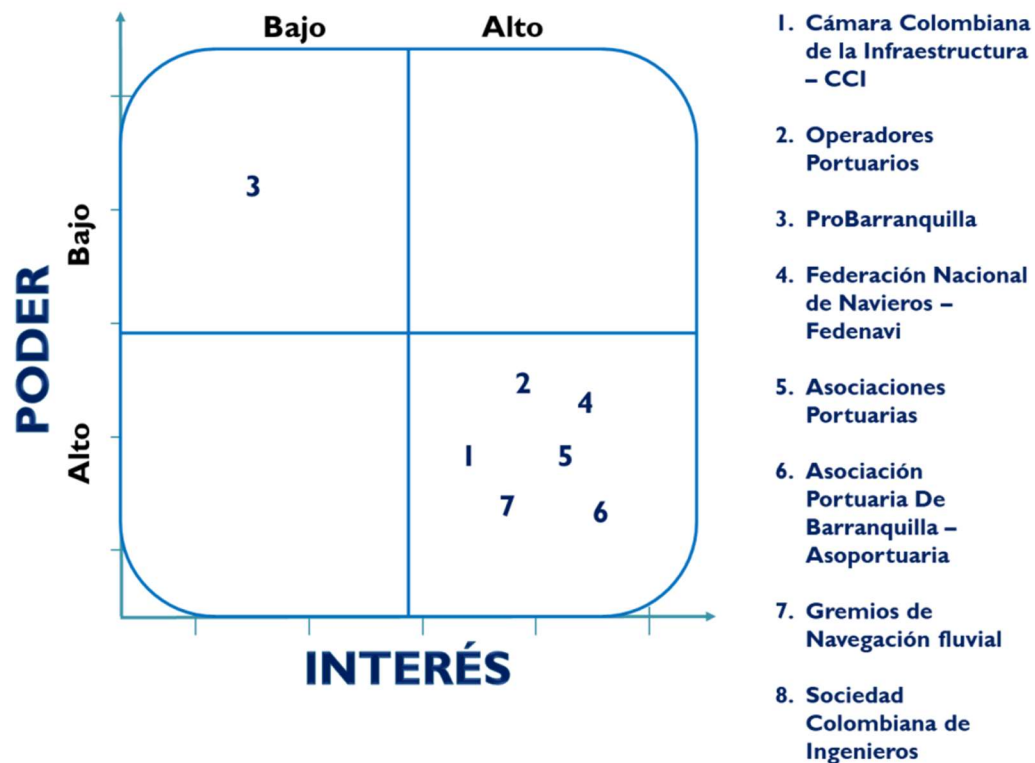 Bajo
Alto
PODER
Bajo
Alto
3
2
4
1
5
7
6
INTERÉS
1. Cámara Colombiana
de la Infraestructura
– CCI
2. Operadores
Portuarios
3. ProBarranquilla
4. Federación Nacional
de Navieros –
Fedenavi
5. Asociaciones
Portuarias
6. Asociación
Portuaria De
Barranquilla –
Asoportuaria
7. Gremios de
Navegación fluvial
8. Sociedad
Colombiana de
Ingenieros